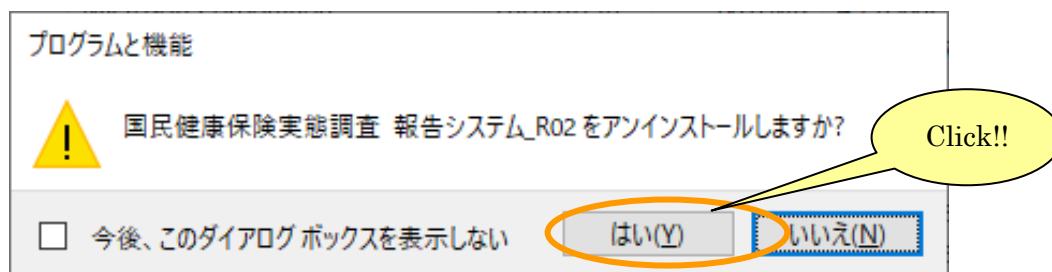 プログラムと機能
国民健康保険実態調査 報告システム_R02 をアンインストールしますか?
Click!!
今後、このダイアログ ボックスを表示しない
はい(Y)
いいえ(N)